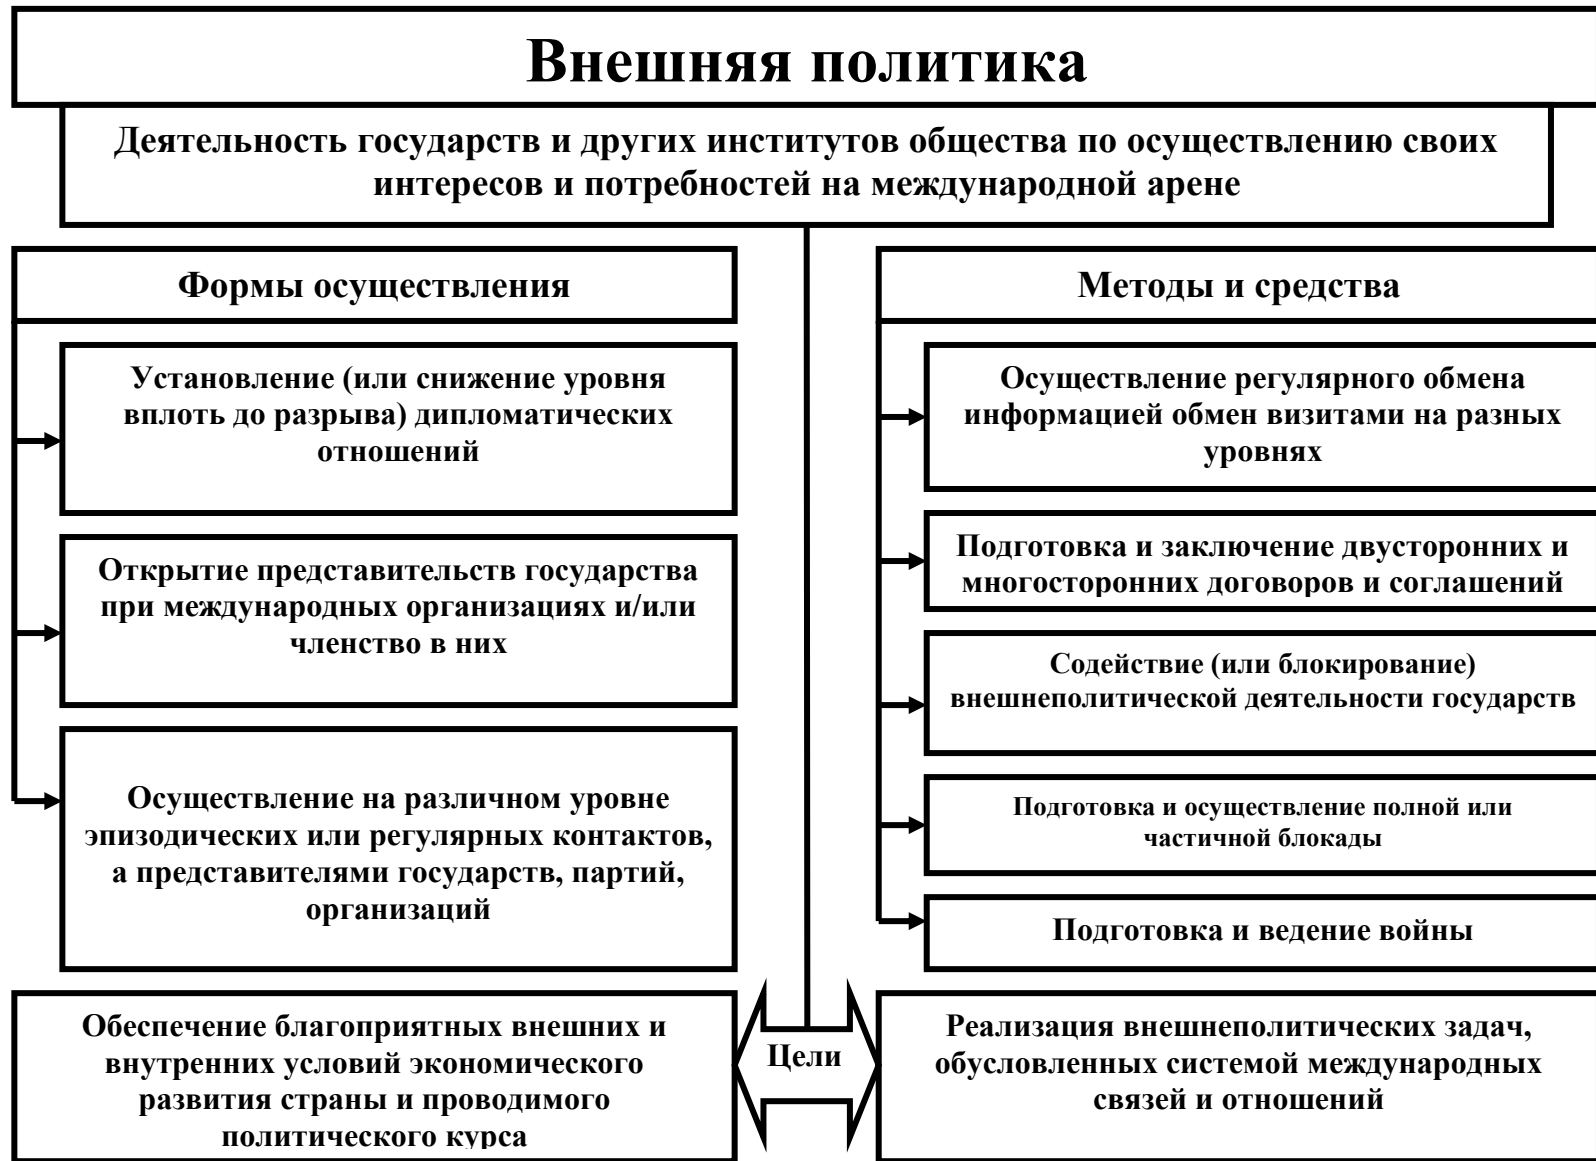 Внешняя политика
Деятельность государств и других институтов общества по осуществлению своих
интересов и потребностей на международной арене
Формы осуществления
Установление (или снижение уровня
вплоть до разрыва) дипломатических
отношений
Открытие представительств государства
при международных организациях и/или
членство в них
Осуществление на различном уровне
эпизодических или регулярных контактов,
а представителями государств, партий,
организаций
Методы и средства
Осуществление регулярного обмена
информацией обмен визитами на разных
уровнях
Подготовка и заключение двусторонних и
многосторонних договоров и соглашений
Содействие (или блокирование)
внешнеполитической деятельности государств
Подготовка и осуществление полной или
частичной блокады
Подготовка и ведение войны
Обеспечение благоприятных внешних и
внутренних условий экономического
развития страны и проводимого
политического курса
Цели
Реализация внешнеполитических задач,
обусловленных системой международных
связей и отношений